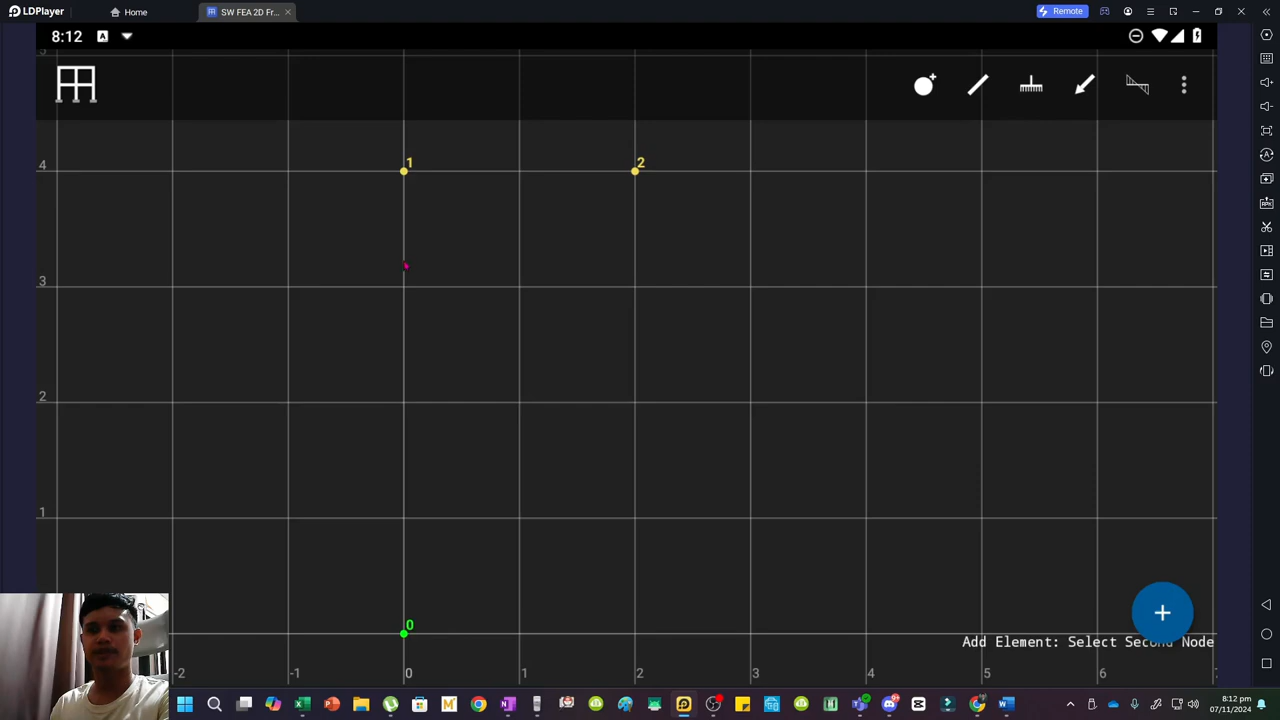 LDPlayer
Home
SW FEA 2D Fr...
Remote
8:12
A
5
4
3
2
1
1
2
0
-2
-1
0
1
2
3
4
5
6
Add Element: Select Second Node
8:12 pm
07/11/2024